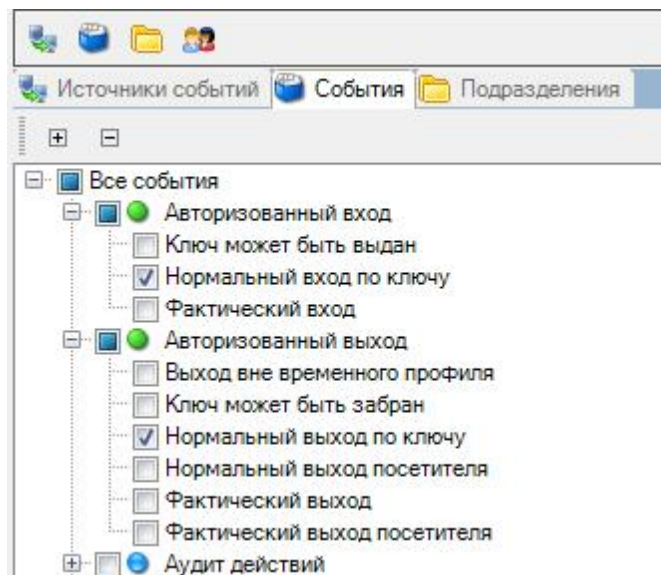 Источники событий События Подразделения
Все события
Авторизованный вход
Ключ может быть выдан
Нормальный вход по ключу
Фактический вход
Авторизованный выход
Выход вне временного профиля
Ключ может быть забран
Нормальный выход по ключу
Нормальный выход посетителя
Фактический выход
Фактический выход посетителя
Аудит действий